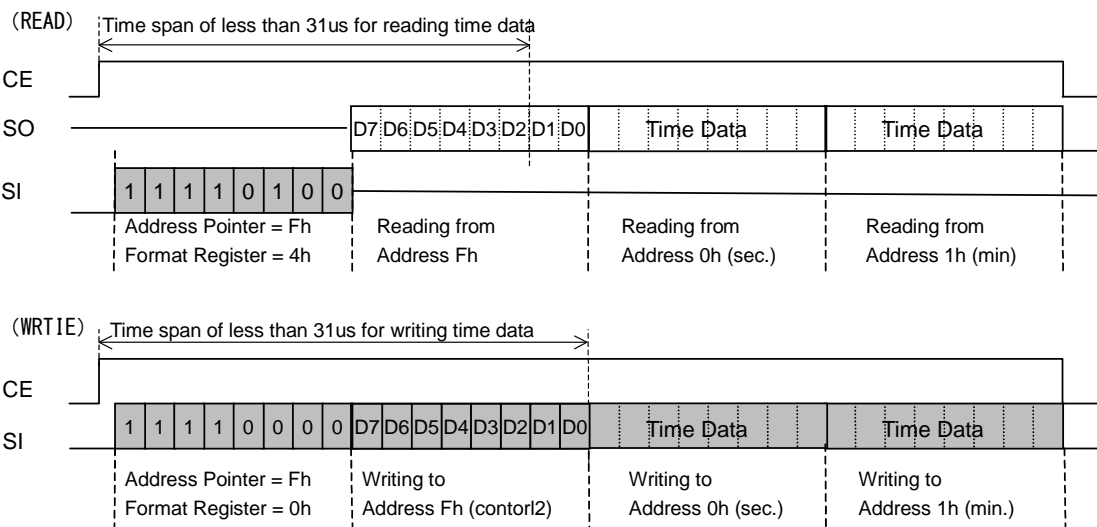 (READ) Time span of less than 31us for reading time data
CE
SO D7 D6 D5 D4 D3 D2 D1 D0 Time Data Time Data
SI 1 1 1 1 0 1 0 0
Address Pointer = Fh Reading from Reading from Reading from
Format Register = 4h Address Fh Address 0h (sec.) Address 1h (min)
(WRTIE) Time span of less than 31us for writing time data
CE
SI 1 1 1 1 0 0 0 0 D7 D6 D5 D4 D3 D2 D1 D0 Time Data Time Data
Address Pointer = Fh Writing to Writing to Writing to
Format Register = 0h Address Fh (contorl2) Address 0h (sec.) Address 1h (min.)